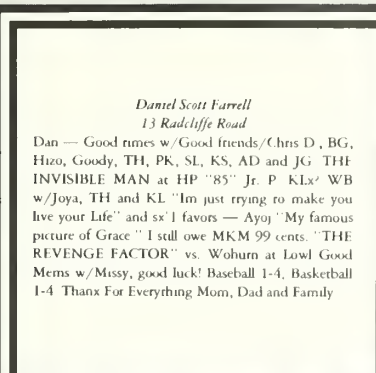 Daniel Scott Farrell
13 Radcliffe Road
Dan — Good times w/Good friends/Chris D , BG,
Hizo, Goody, TH, PK, SL, KS, AD and JG THE
INVISIBLE MAN at HP "85" Jr. P KLx² WB
w/Joya, TH and KL "Im just trying to make you
live your Life" and sx'l favors — Ayoj "My famous
picture of Grace" I still owe MKM 99 cents. "THE
REVENGE FACTOR" vs. Woburn at Lowl Good
Mems w/Missy, good luck! Baseball 1-4, Basketball
1-4 Thanx For Everything Mom, Dad and Family